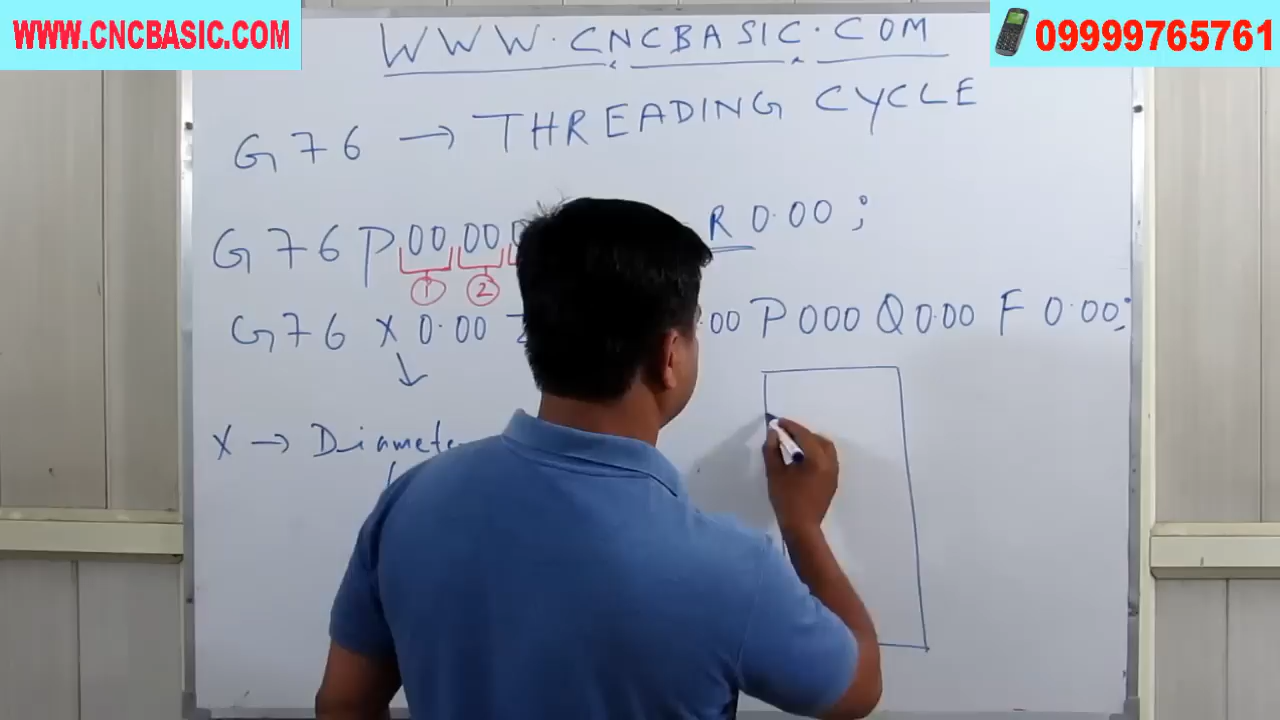 WWW.CNCBASIC.COM
09999765761
WWW.CNCBASIC.COM
G76 → THREADING CYCLE
G76 P00 00 R0.00;
1 2
G76 X0.00 .00 P000 Q0.00 F0.00;
X →